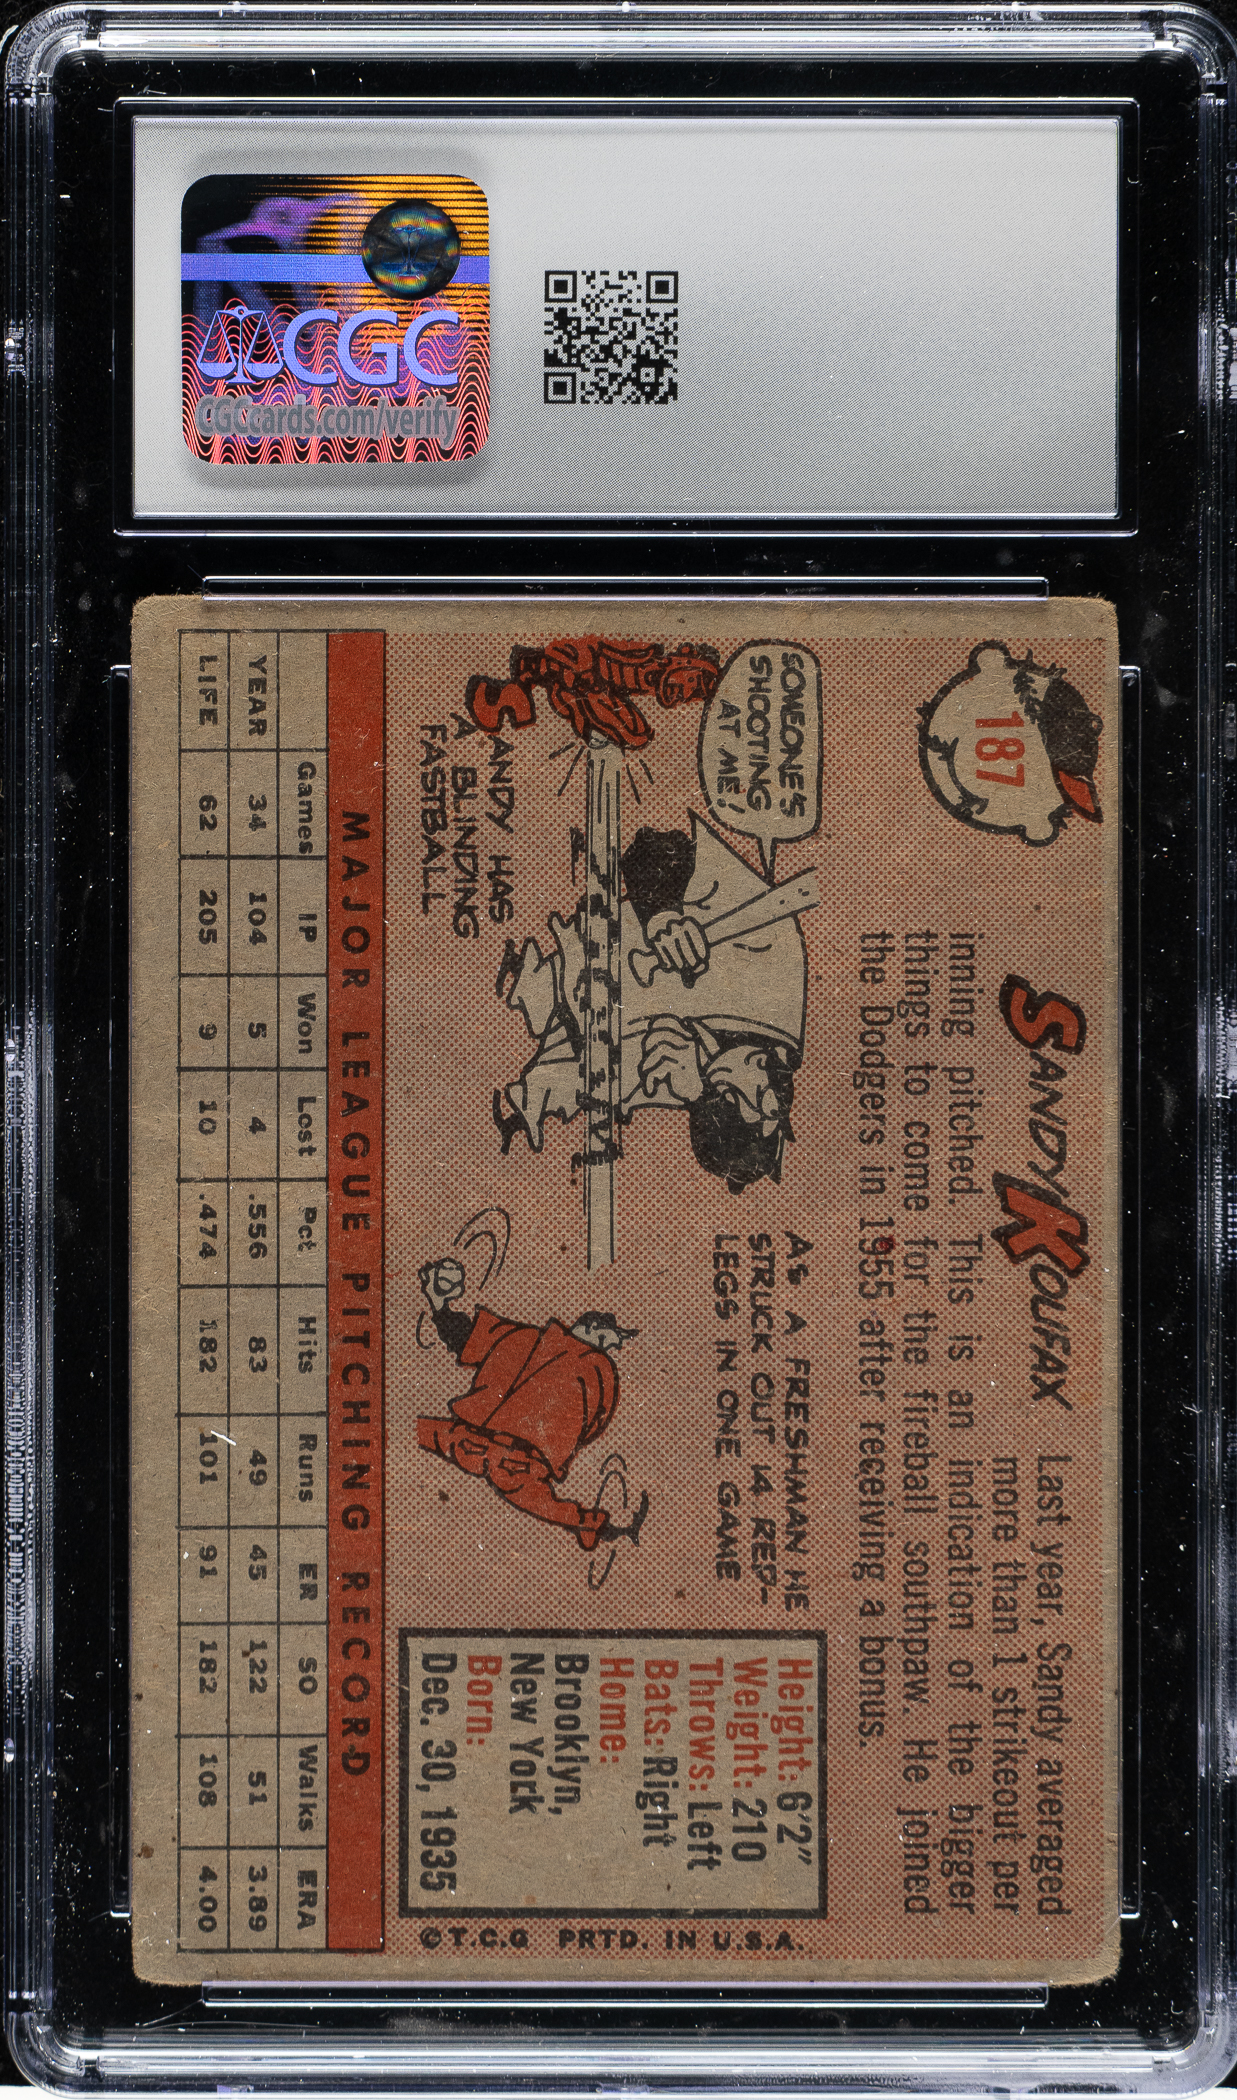 CGC
CGCcards.com/verify
187
SANDY KOUFAX
Last year, Sandy averaged
more than 1 strikeout per
inning pitched. This is an indication of the bigger
things to come for the fireball southpaw. He joined
the Dodgers in 1955 after receiving a bonus.
SOMEONE'S
SHOOTING
AT ME!
SANDY HAS
A BLINDING
FASTBALL
AS A FRESHMAN HE
STRUCK OUT 14 RED-
LEGS IN ONE GAME
Height: 6'2"
Weight: 210
Throws: Left
Bats: Right
Home:
Brooklyn,
New York
Born:
Dec. 30, 1935
©T.C.G PRTD. IN U.S.A.
MAJOR LEAGUE PITCHING RECORD
Games IP Won Lost Pct Hits Runs ER SO Walks ERA
YEAR 34 104 5 4 .556 83 49 45 122 51 3.89
LIFE 62 205 9 10 .474 182 101 91 182 108 4.00